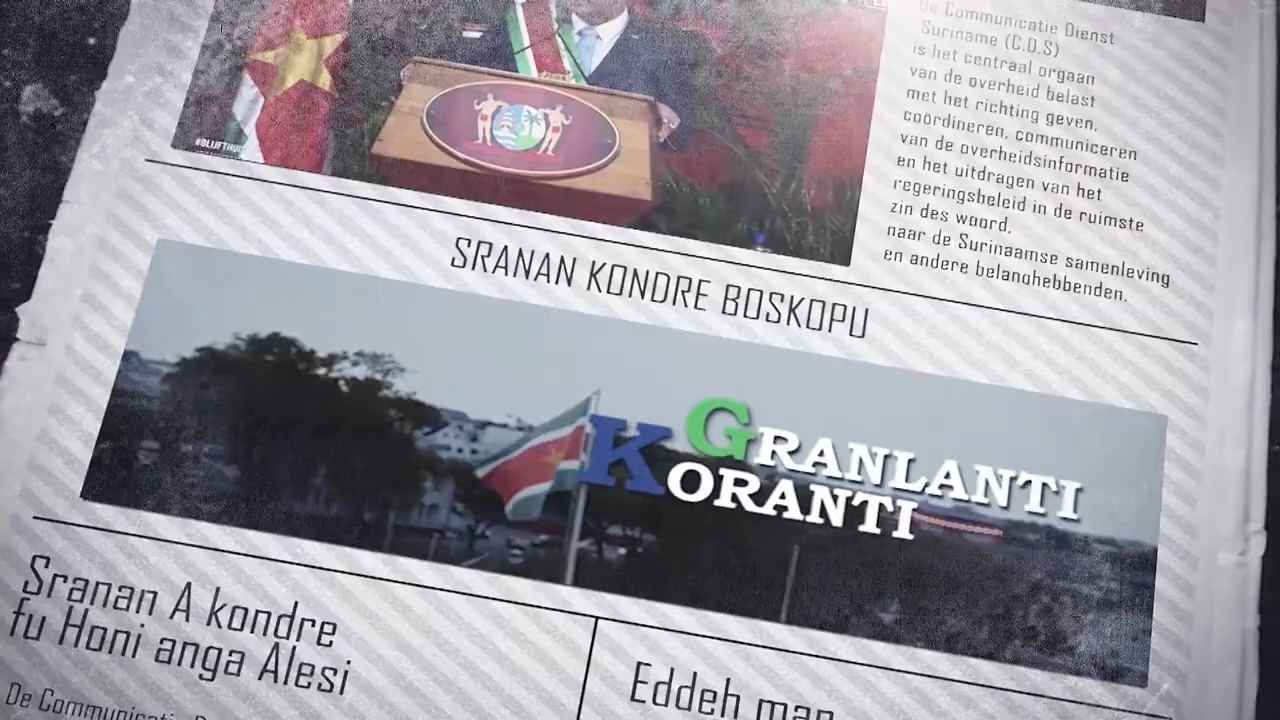 De Communicatie Dienst
Suriname (C.D.S)
is het centraal orgaan
van de overheid belast
met het richting geven,
coördineren, communiceren
van de overheidsinformatie
en het uitdragen van het
regeringsbeleid in de ruimste
zin des woord.
naar de Surinaamse samenleving
en andere belanghebbenden.
SRANAN KONDRE BOSKOPU
GRANLANTI
KORANTI
Sranan A kondre
fu Honi anga Alesi
De
Eddeh man